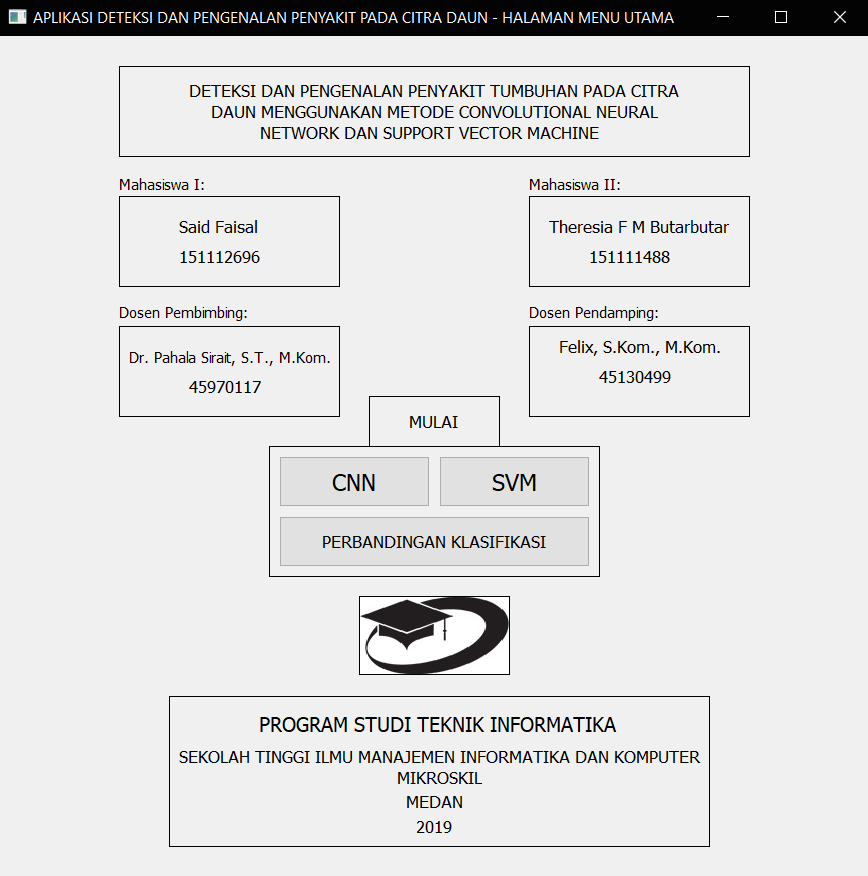 APLIKASI DETEKSI DAN PENGENALAN PENYAKIT PADA CITRA DAUN - HALAMAN MENU UTAMA
DETEKSI DAN PENGENALAN PENYAKIT TUMBUHAN PADA CITRA
DAUN MENGGUNAKAN METODE CONVOLUTIONAL NEURAL
NETWORK DAN SUPPORT VECTOR MACHINE
Mahasiswa I:
Said Faisal
151112696
Mahasiswa II:
Theresia F M Butarbutar
151111488
Dosen Pembimbing:
Dr. Pahala Sirait, S.T., M.Kom.
45970117
Dosen Pendamping:
Felix, S.Kom., M.Kom.
45130499
MULAI
CNN
SVM
PERBANDINGAN KLASIFIKASI
PROGRAM STUDI TEKNIK INFORMATIKA
SEKOLAH TINGGI ILMU MANAJEMEN INFORMATIKA DAN KOMPUTER
MIKROSKIL
MEDAN
2019